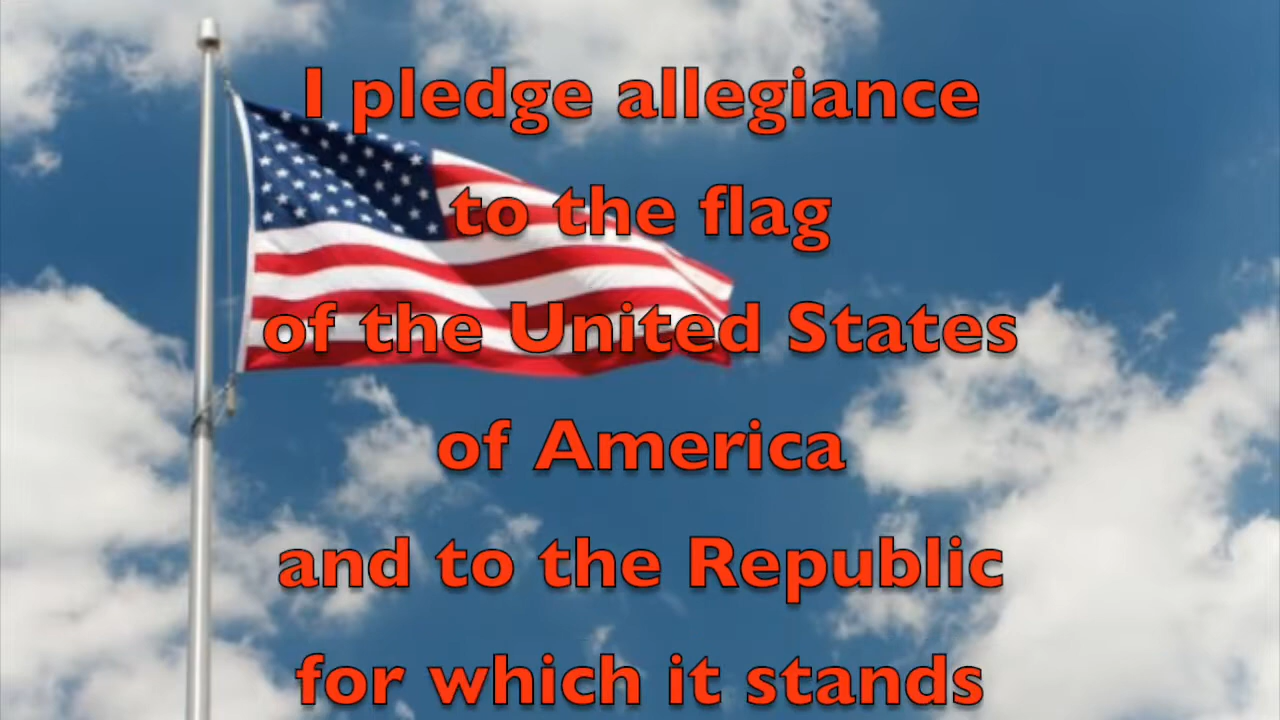 I pledge allegiance
to the flag
of the United States
of America
and to the Republic
for which it stands